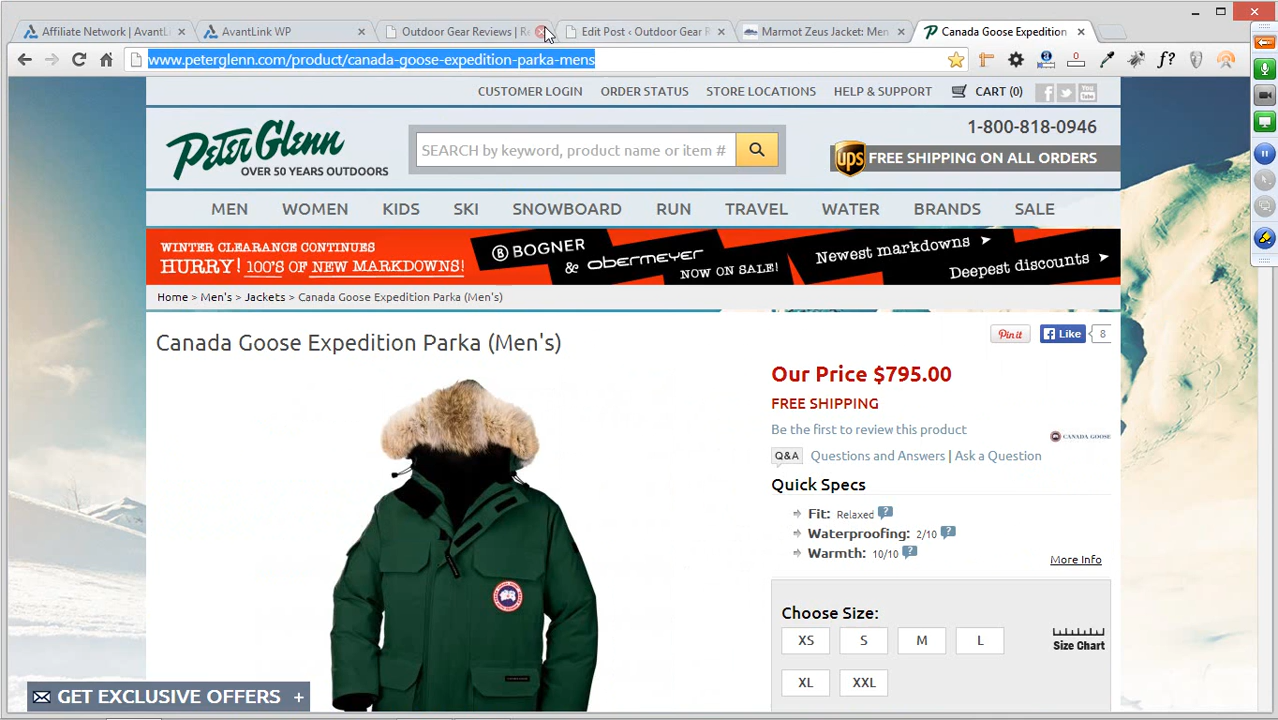 Affiliate Network | AvantL
AvantLink WP
Outdoor Gear Reviews | Re
Edit Post ‹ Outdoor Gear R
Marmot Zeus Jacket: Men
Canada Goose Expedition
www.peterglenn.com/product/canada-goose-expedition-parka-mens
f?
CUSTOMER LOGIN ORDER STATUS STORE LOCATIONS HELP & SUPPORT CART (0)
You Tube
Peter Glenn
OVER 50 YEARS OUTDOORS
SEARCH by keyword, product name or item #
1-800-818-0946
ups FREE SHIPPING ON ALL ORDERS
MEN WOMEN KIDS SKI SNOWBOARD RUN TRAVEL WATER BRANDS SALE
WINTER CLEARANCE CONTINUES
HURRY! 100'S OF NEW MARKDOWNS!
B BOGNER
& obermeyer
NOW ON SALE!
Newest markdowns
Deepest discounts
Home > Men's > Jackets > Canada Goose Expedition Parka (Men's)
Canada Goose Expedition Parka (Men's)
Pin it
Like 8
Our Price $795.00
FREE SHIPPING
Be the first to review this product
CANADA GOOSE
Q&A Questions and Answers | Ask a Question
Quick Specs
Fit: Relaxed ?
Waterproofing: 2/10 ?
Warmth: 10/10 ?
More Info
Choose Size:
XS S M L
Size Chart
XL XXL
GET EXCLUSIVE OFFERS +